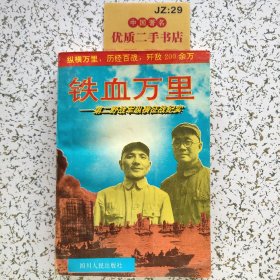 JZ:29
中国著名
优质二手书店
纵横万里，历经百战，歼敌200余万
铁血万里
——第二野战军纵横征战纪实
四川人民出版社